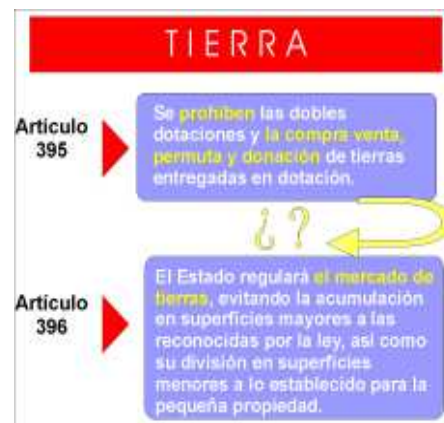 TIERRA
Artículo
395
Se prohiben las dobles
dotaciones y la compra venta,
permuta y donación de tierras
entregadas en dotación.
¿ ?
Artículo
396
El Estado regulará el mercado de
tierras, evitando la acumulación
en superficies mayores a las
reconocidas por la ley, así como
su división en superficies
menores a lo establecido para la
pequeña propiedad.